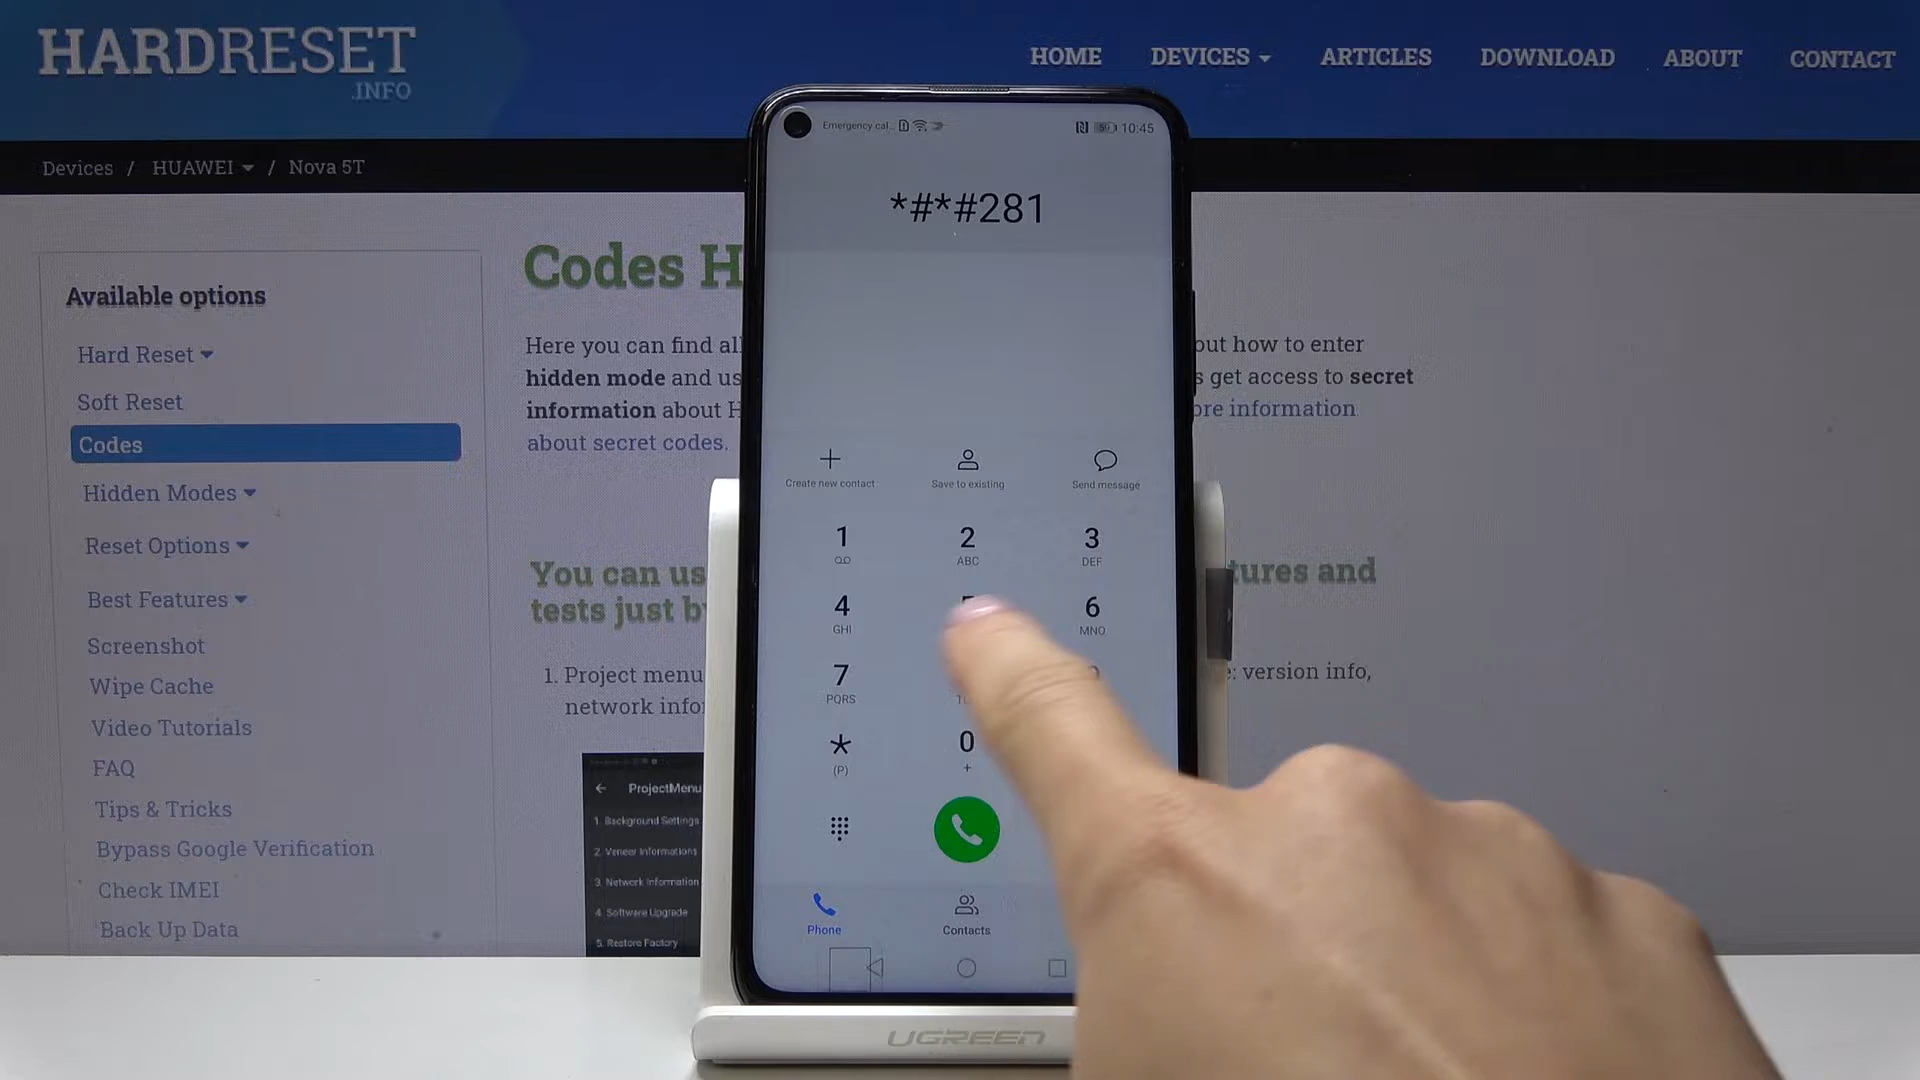 HARDRESET
.INFO
HOME DEVICES ARTICLES DOWNLOAD ABOUT CONTACT
Devices / HUAWEI / Nova 5T
Available options
Hard Reset
Soft Reset
Codes
Hidden Modes
Reset Options
Best Features
Screenshot
Wipe Cache
Video Tutorials
FAQ
Tips & Tricks
Bypass Google Verification
Check IMEI
Back Up Data
Codes H
Here you can find all
hidden mode and us
information about H
about secret codes.
out how to enter
s get access to secret
ore information
You can us
tests just by
tures and
1. Project menu
network info
: version info,
ProjectMenu
1. Background Settings
2. Veneer Informations
3. Network Information
4. Software Upgrade
5. Restore Factory
Emergency cal...
50 10:45
*#*#281
Create new contact Save to existing Send message
1 2 3
ABC DEF
4 6
GHI MNO
7
PQRS
* 0
(P) +
Phone Contacts
UGREEN